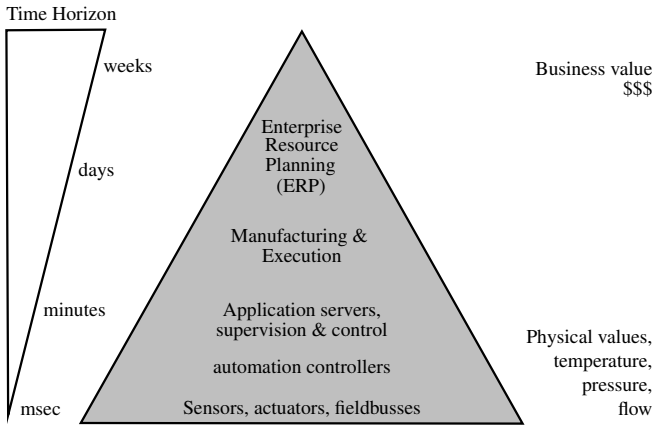 Time Horizon
weeks
Business value
$$$
Enterprise
Resource
Planning
(ERP)
days
Manufacturing &
Execution
minutes
Application servers,
supervision & control
Physical values,
temperature,
pressure,
flow
automation controllers
msec
Sensors, actuators, fieldbusses